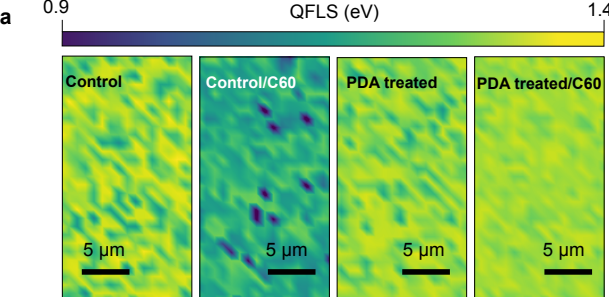 a
0.9 QFLS (eV) 1.4
Control Control/C60 PDA treated PDA treated/C60
5 μm 5 μm 5 μm 5 μm